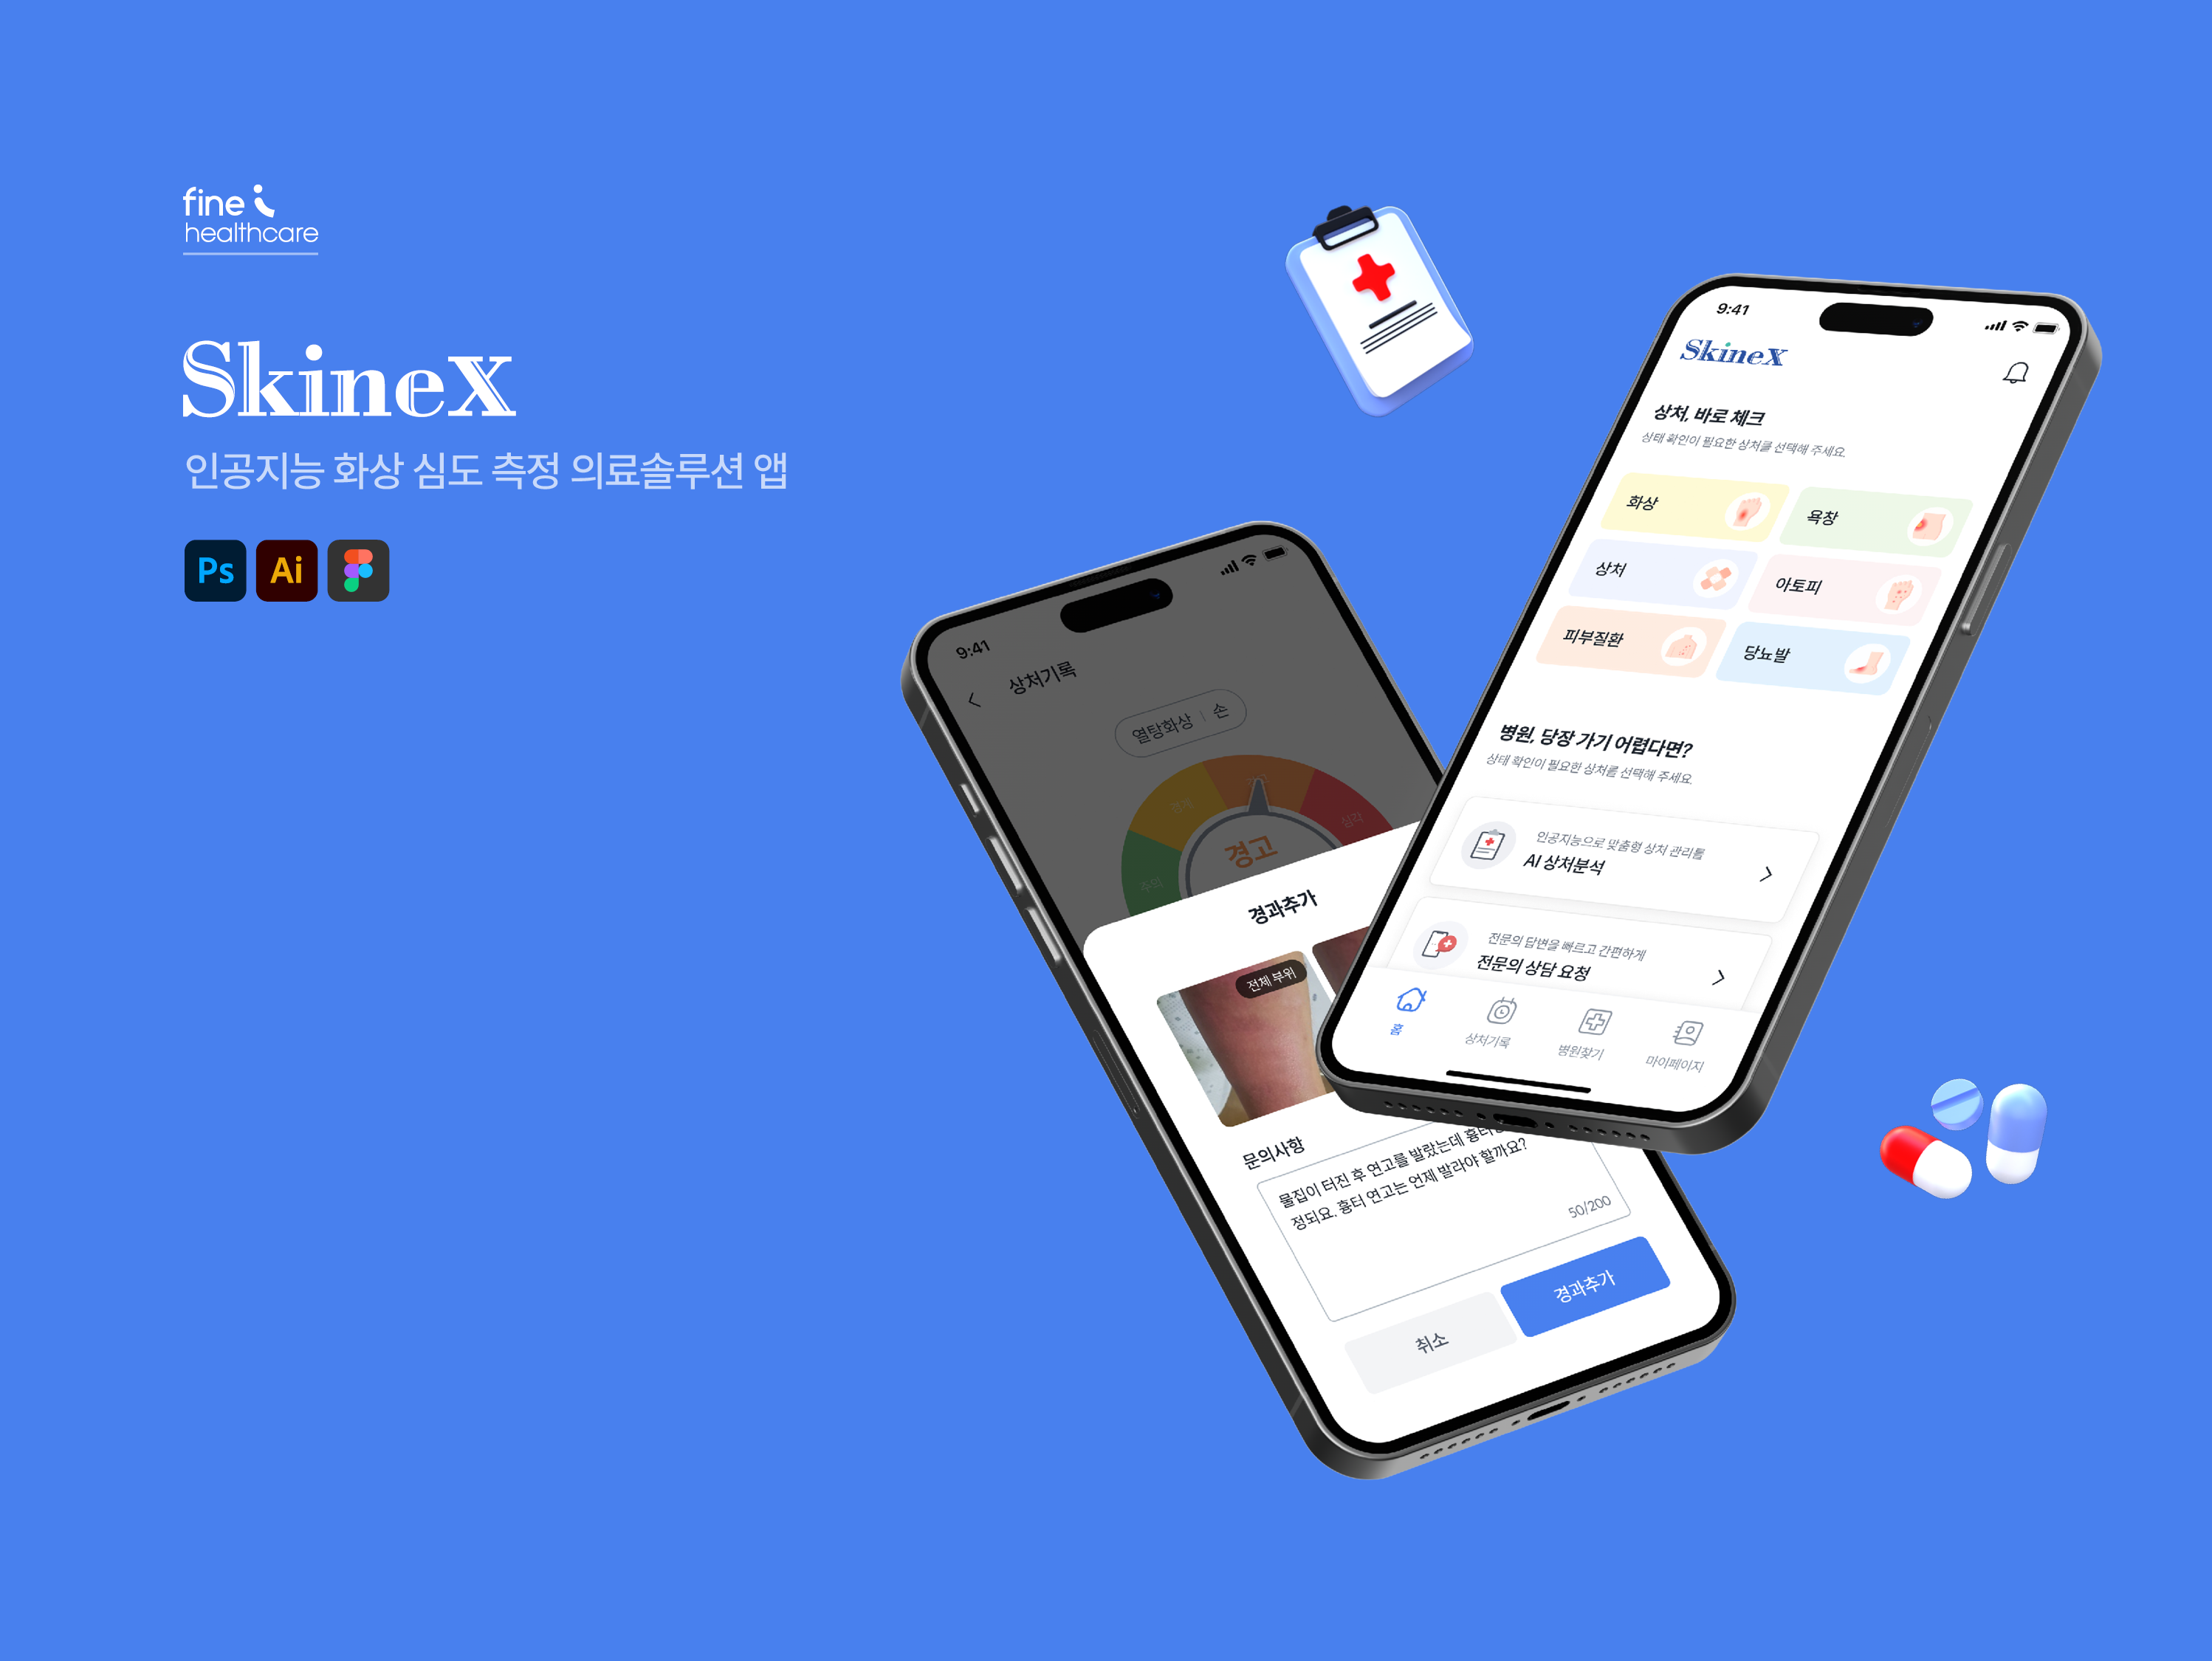 fine
healthcare
SkineX
인공지능 화상 심도 측정 의료솔루션 앱
Ps
Ai
9:41
SkineX
상처, 바로 체크
상태 확인이 필요한 상처를 선택해 주세요.
화상
욕창
상처
아토피
피부질환
당뇨발
병원, 당장 가기 어렵다면?
상태 확인이 필요한 상처를 선택해 주세요.
인공지능으로 맞춤형 상처 관리를
AI 상처분석
전문의 답변을 빠르고 간편하게
전문의 상담 요청
홈
상처기록
병원찾기
마이페이지
9:41
상처기록
열탕화상 | 손
심각
주의
경고
경과추가
전체 부위
문의사항
물집이 터진 후 연고를 발랐는데 흉터
정되요. 흉터 연고는 언제 발라야 할까요?
50/200
취소
경과추가